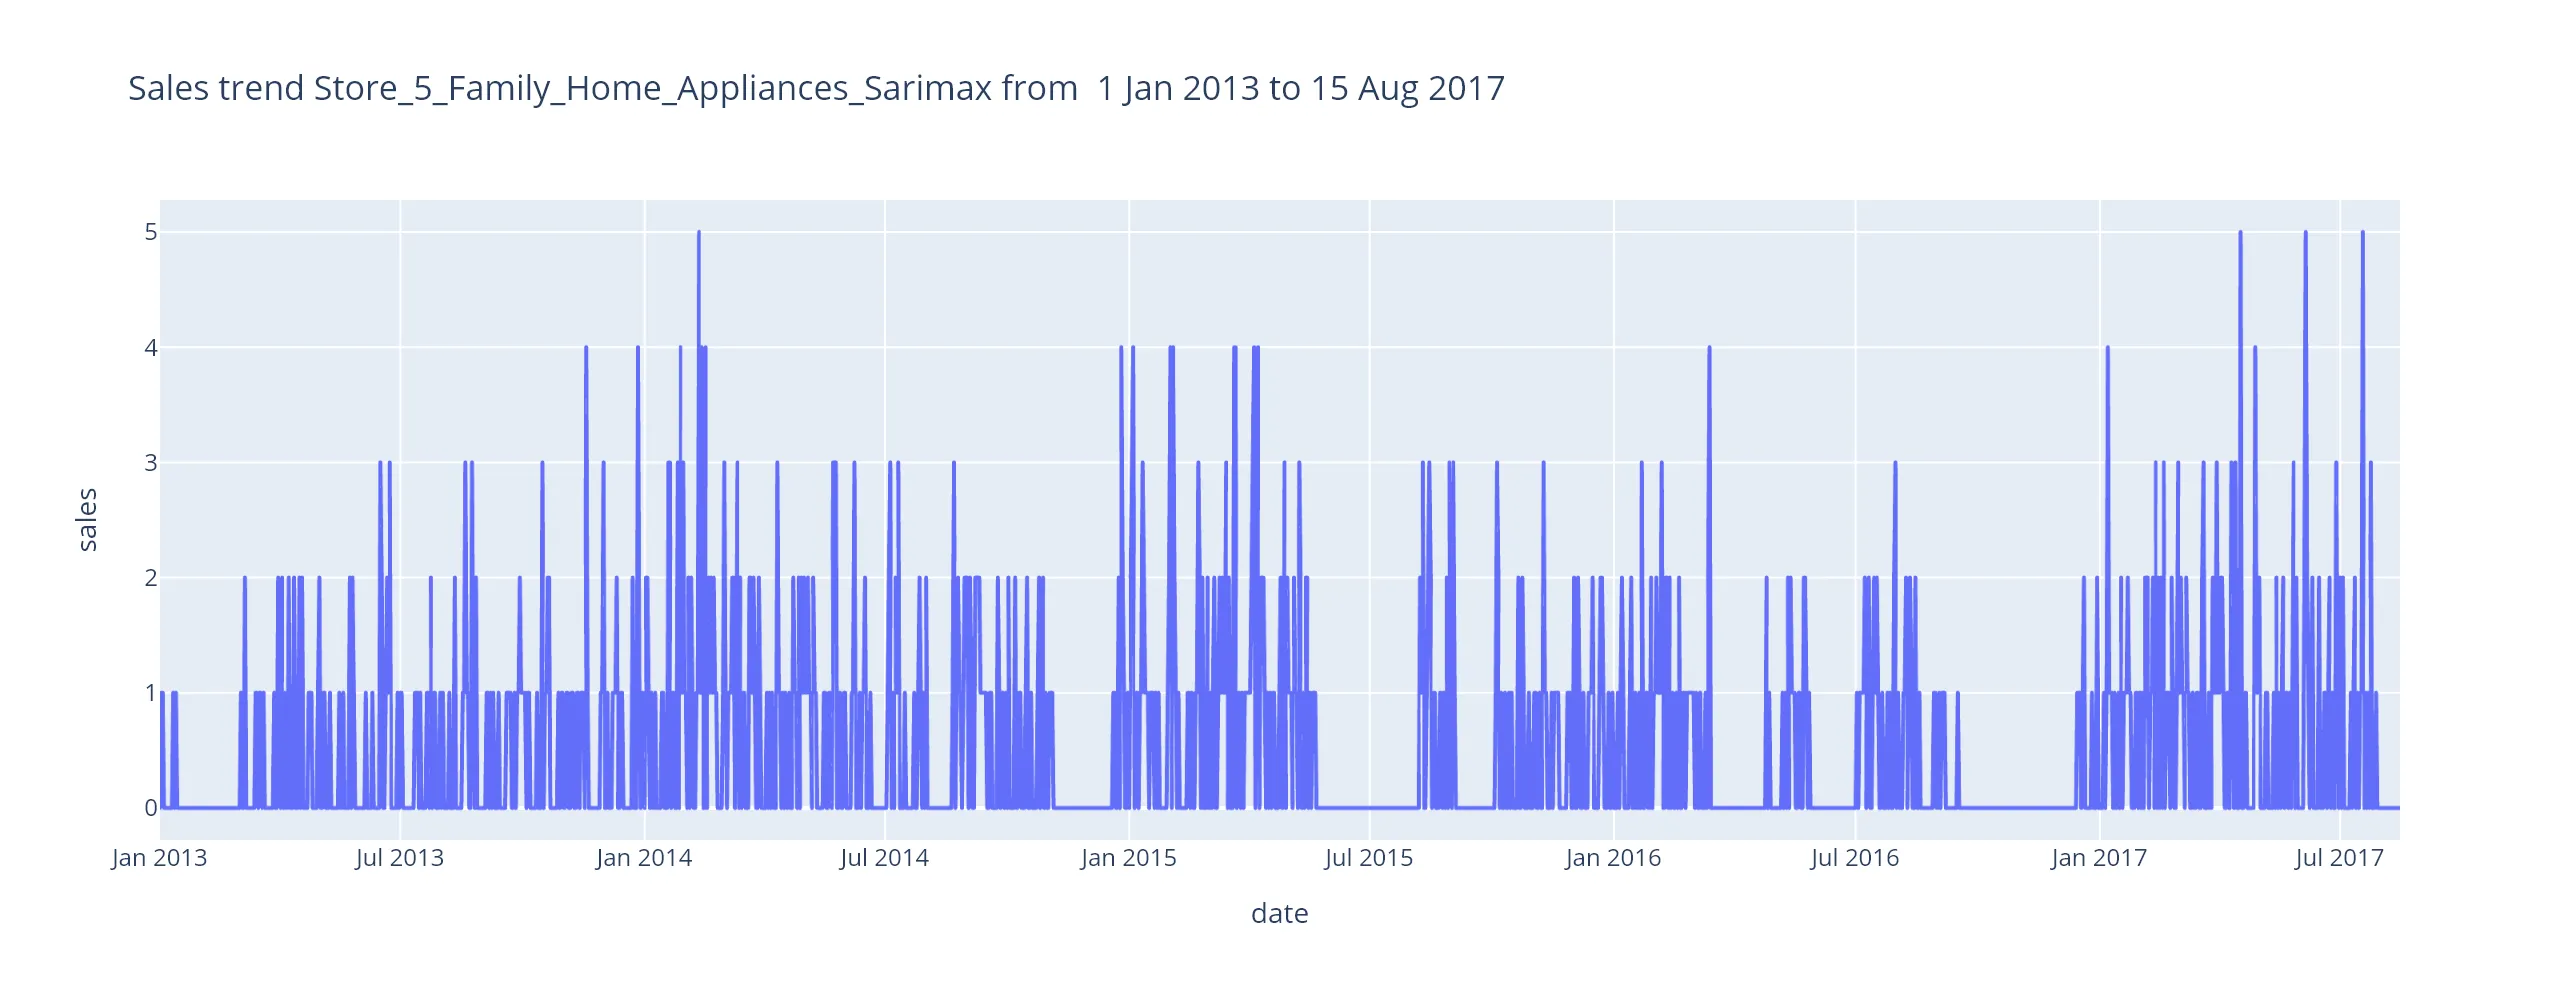 Sales trend Store_5_Family_Home_Appliances_Sarimax from  1 Jan 2013 to 15 Aug 2017
5
4
3
2
1
0
sales
Jan 2013 Jul 2013 Jan 2014 Jul 2014 Jan 2015 Jul 2015 Jan 2016 Jul 2016 Jan 2017 Jul 2017
date